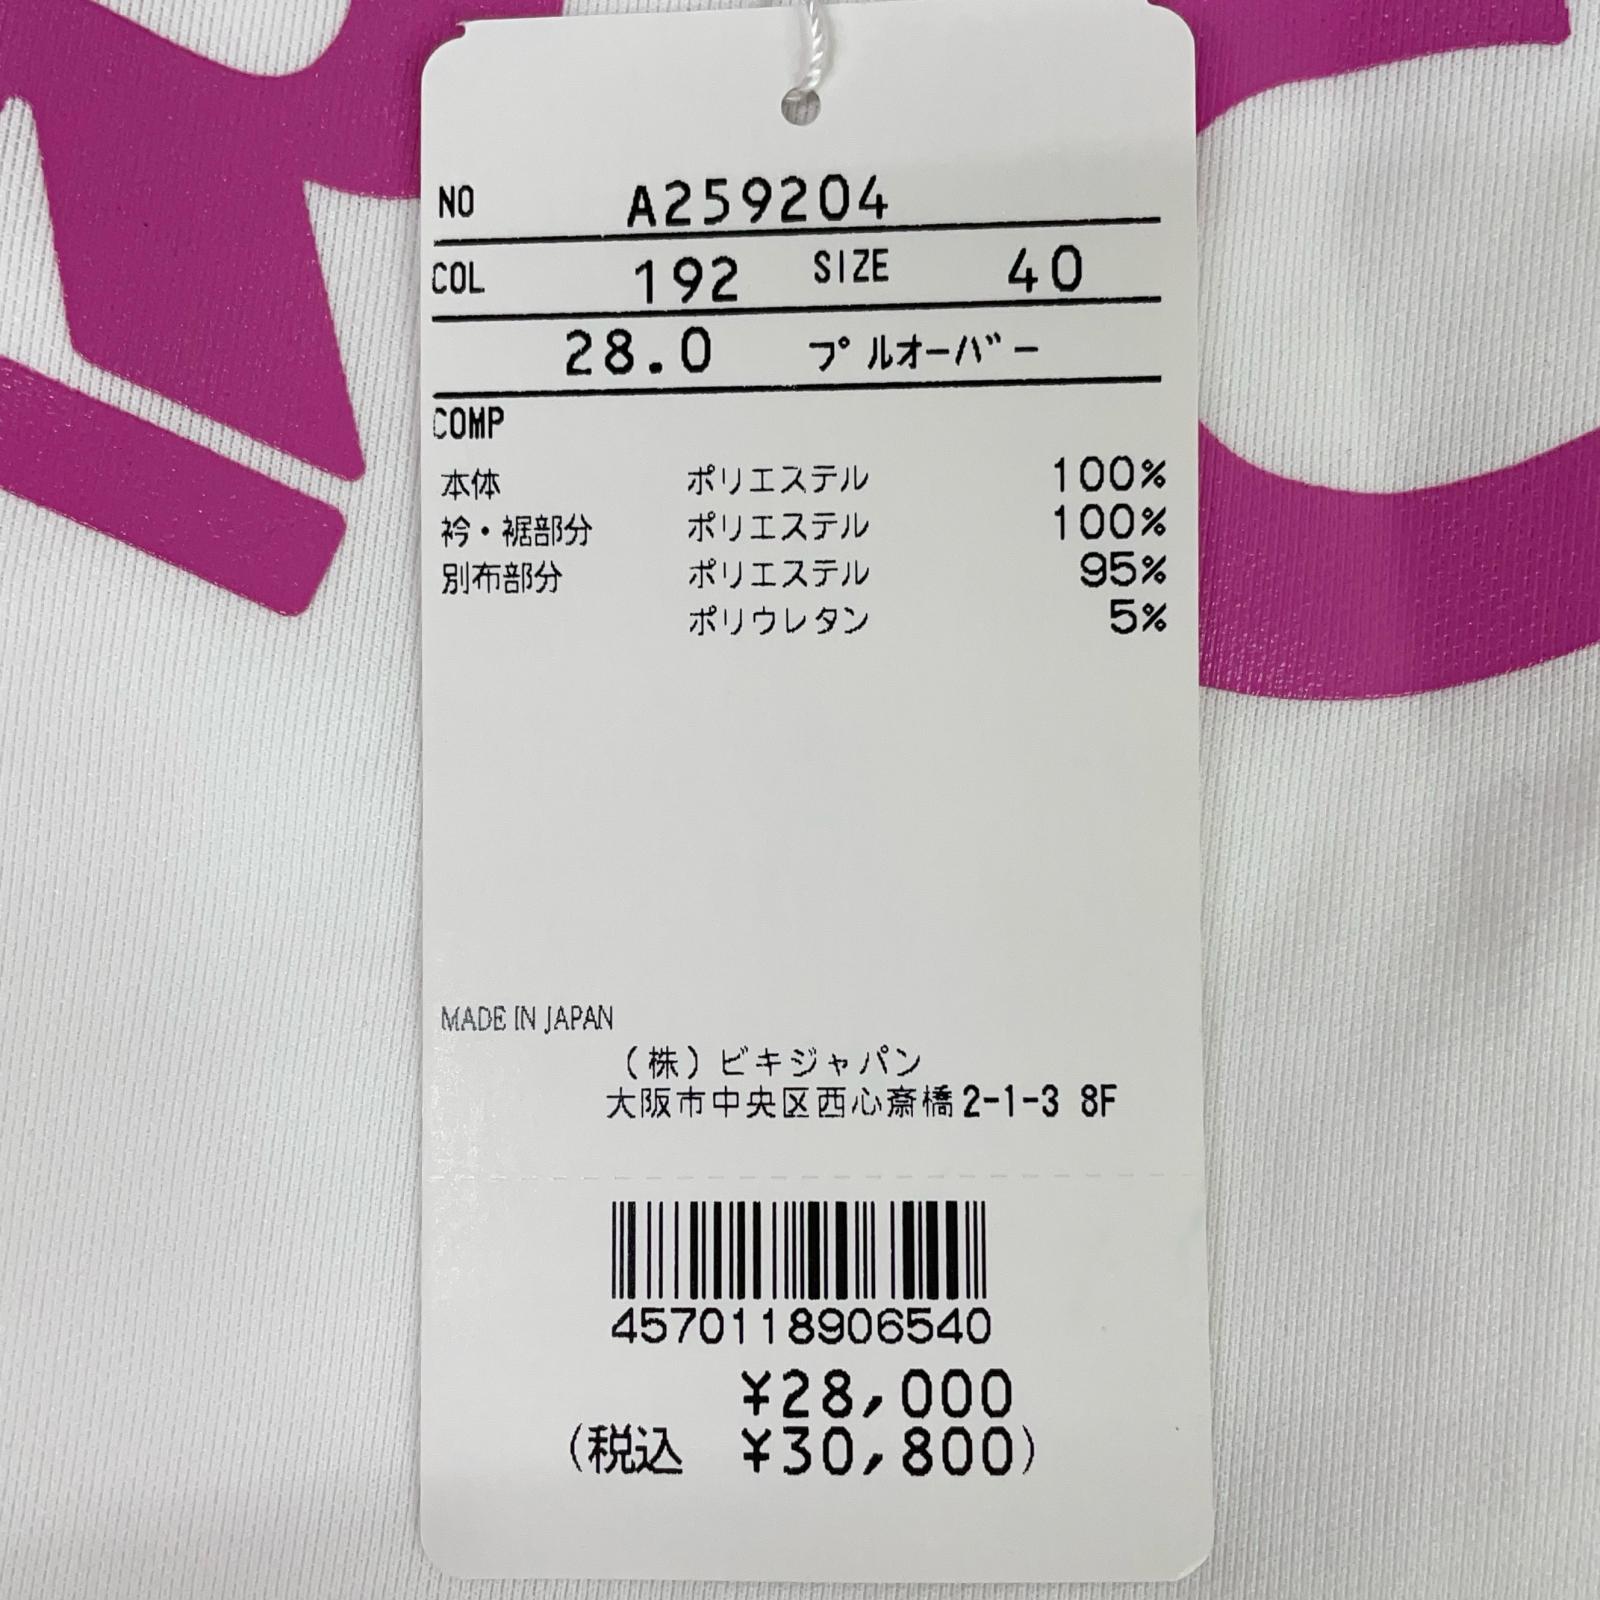 NO A259204
COL 192 SIZE 40
28.0 プルオーバー
COMP
本体 ポリエステル 100%
衿・裾部分 ポリエステル 100%
別布部分 ポリエステル 95%
ポリウレタン 5%
MADE IN JAPAN
(株)ビキジャパン
大阪市中央区西心斎橋2-1-3 8F
4570118906540
¥28,000
(税込 ¥30,800)